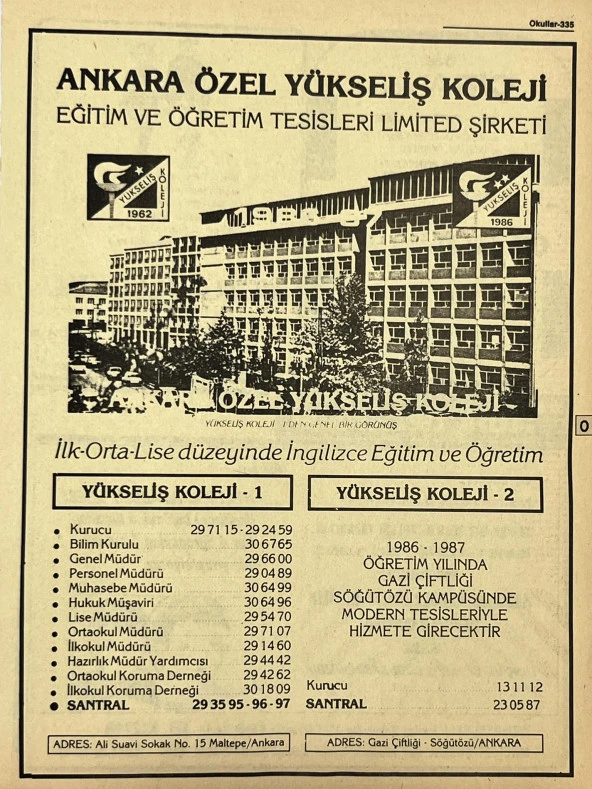 Okullar-335
ANKARA ÖZEL YÜKSELİŞ KOLEJİ
EĞİTİM VE ÖĞRETİM TESİSLERİ LİMİTED ŞİRKETİ
YÜKSELİŞ
KOLEJİ
1962
YÜKSELİŞ
KOLEJİ
1986
ANKARA ÖZEL YÜKSELİŞ KOLEJİ
YÜKSELİŞ KOLEJİ GENEL BİR GÖRÜNÜŞ
İlk-Orta-Lise düzeyinde İngilizce Eğitim ve Öğretim
YÜKSELİŞ KOLEJİ - 1
• Kurucu 29 71 15 - 29 24 59
• Bilim Kurulu 30 67 65
• Genel Müdür 29 66 00
• Personel Müdürü 29 04 89
• Muhasebe Müdürü 30 64 99
• Hukuk Müşaviri 30 64 96
• Lise Müdürü 29 54 70
• Ortaokul Müdürü 29 71 07
• İlkokul Müdürü 29 14 60
• Hazırlık Müdür Yardımcısı 29 44 42
• Ortaokul Koruma Derneği 29 42 62
• İlkokul Koruma Derneği 30 18 09
• SANTRAL 29 35 95 - 96 - 97
ADRES: Ali Suavi Sokak No. 15 Maltepe/Ankara
YÜKSELİŞ KOLEJİ - 2
1986 - 1987
ÖĞRETİM YILINDA
GAZİ ÇİFTLİĞİ
SÖĞÜTÖZÜ KAMPÜSÜNDE
MODERN TESİSLERİYLE
HİZMETE GİRECEKTİR
Kurucu 13 11 12
SANTRAL 23 05 87
ADRES: Gazi Çiftliği - Söğütözü/ANKARA
O